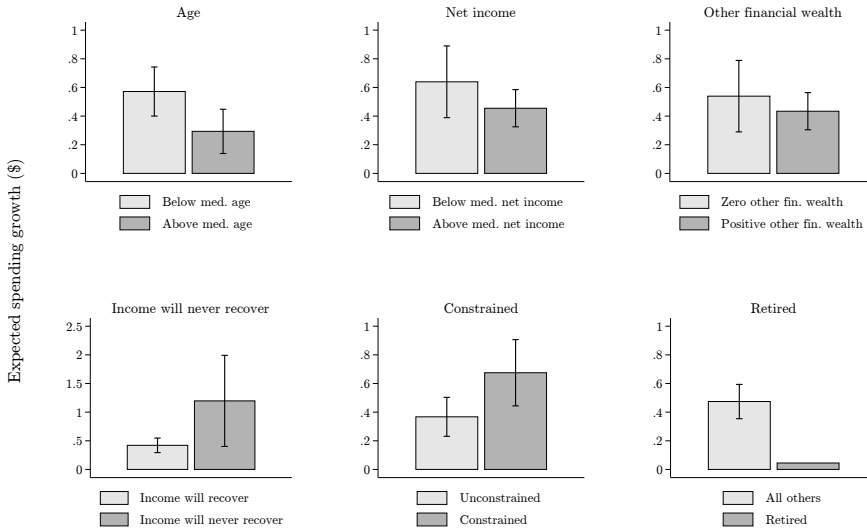 Expected spending growth ($)
Age
1
.8
.6
.4
.2
0
Below med. age
Above med. age
Net income
1
.8
.6
.4
.2
0
Below med. net income
Above med. net income
Other financial wealth
1
.8
.6
.4
.2
0
Zero other fin. wealth
Positive other fin. wealth
Income will never recover
2.5
2
1.5
1
.5
0
Income will recover
Income will never recover
Constrained
1
.8
.6
.4
.2
0
Unconstrained
Constrained
Retired
1
.8
.6
.4
.2
0
All others
Retired